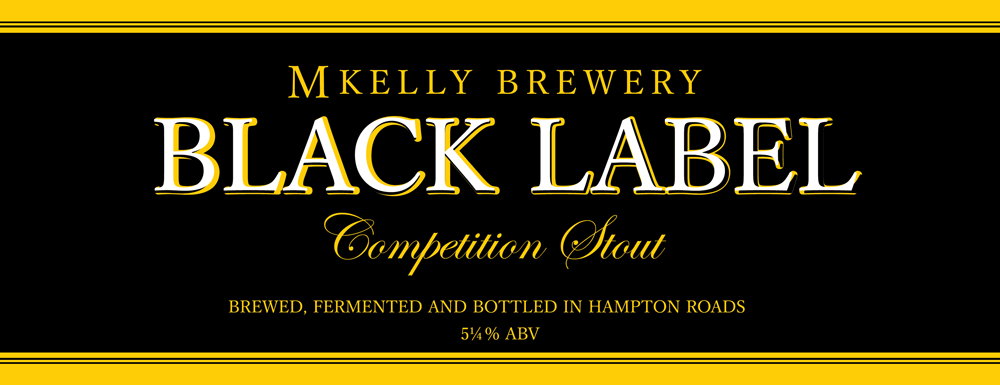 MKELLY BREWERY
BLACK LABEL
Competition Stout
BREWED, FERMENTED AND BOTTLED IN HAMPTON ROADS
5¼% ABV